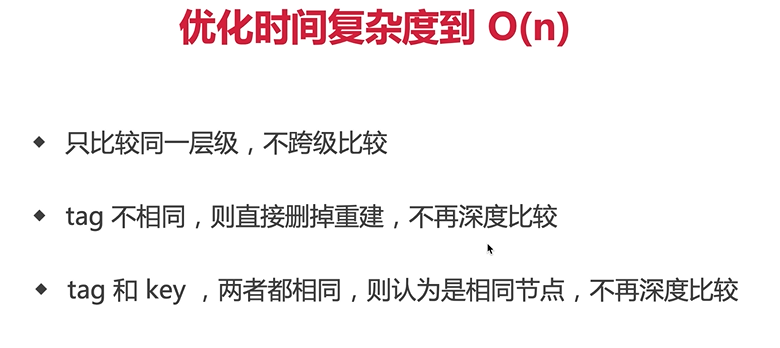 优化时间复杂度到 O(n)
◆ 只比较同一层级，不跨级比较
◆ tag 不相同，则直接删掉重建，不再深度比较
◆ tag 和 key ，两者都相同，则认为是相同节点，不再深度比较